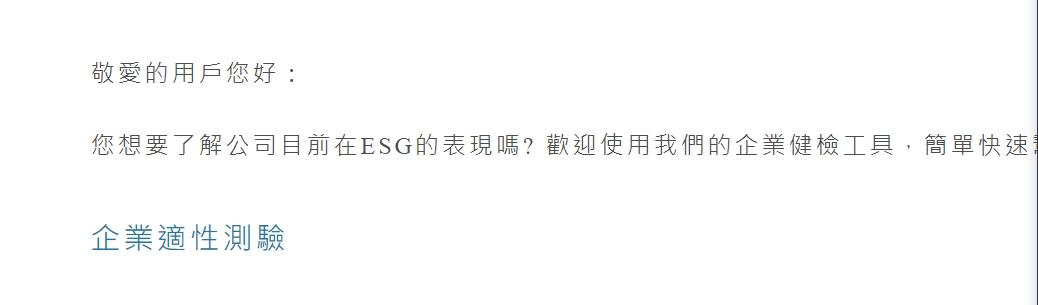 敬愛的用戶您好：
您想要了解公司目前在ESG的表現嗎? 歡迎使用我們的企業健檢工具，簡單快速
企業適性測驗